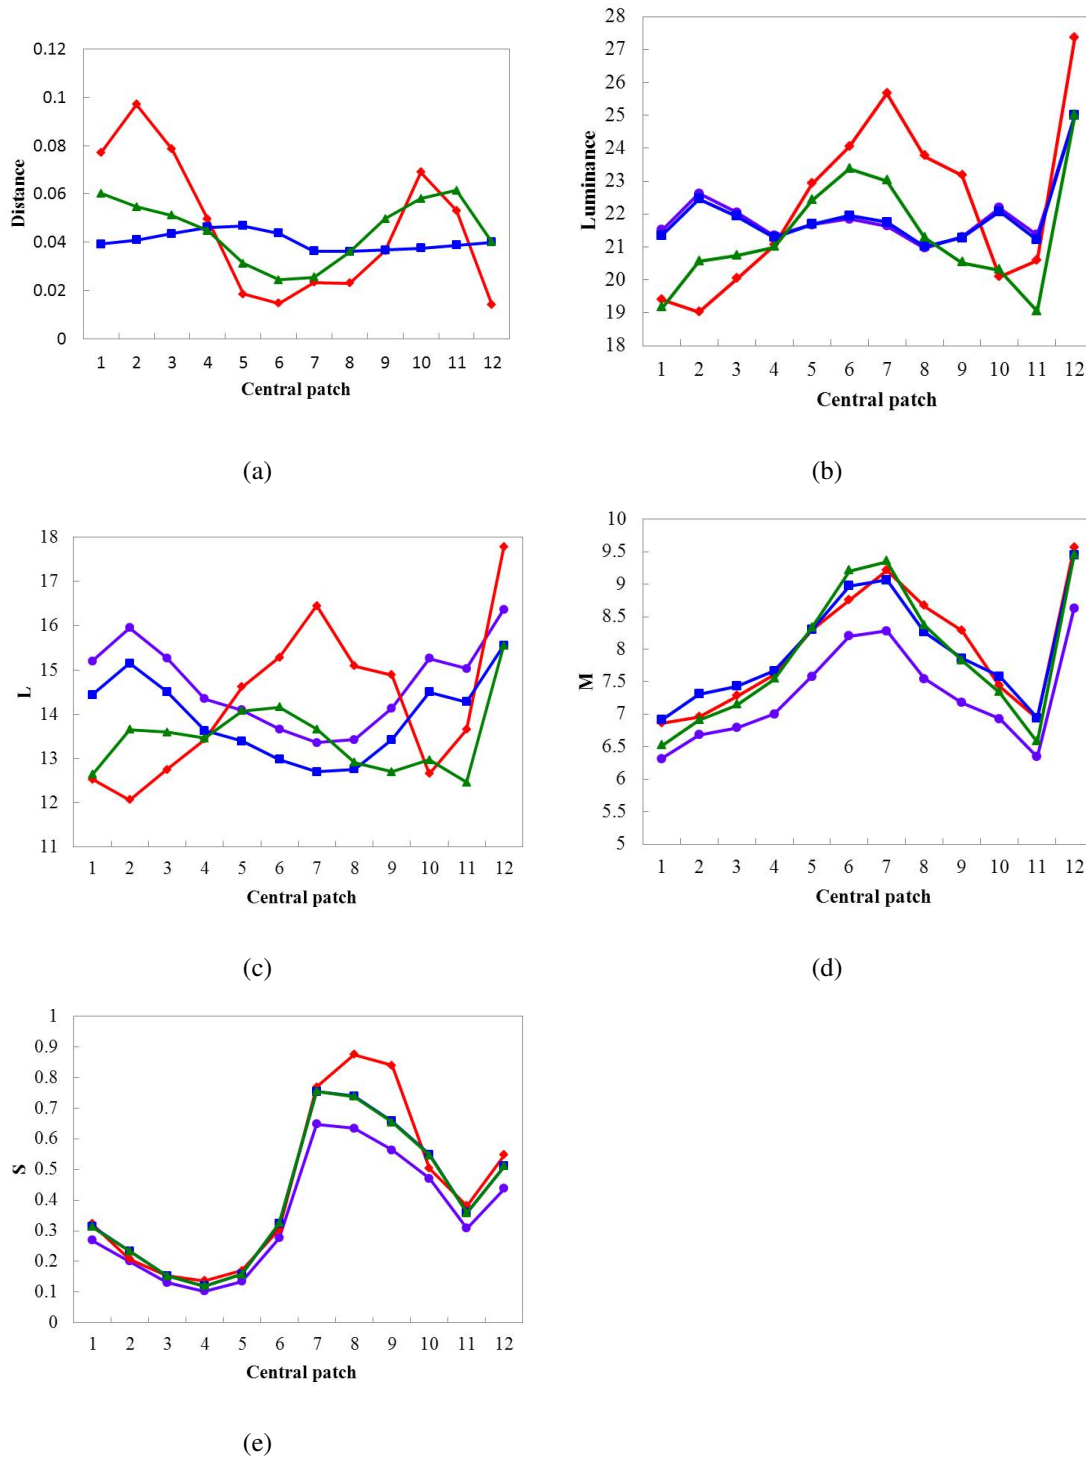 0.12
0.1
0.08
0.06
0.04
0.02
0
Distance
1 2 3 4 5 6 7 8 9 10 11 12
Central patch
(a)
28
27
26
25
24
23
22
21
20
19
18
Luminance
1 2 3 4 5 6 7 8 9 10 11 12
Central patch
(b)
18
17
16
15
14
13
12
11
L
1 2 3 4 5 6 7 8 9 10 11 12
Central patch
(c)
10
9.5
9
8.5
8
7.5
7
6.5
6
5.5
5
M
1 2 3 4 5 6 7 8 9 10 11 12
Central patch
(d)
1
0.9
0.8
0.7
0.6
0.5
0.4
0.3
0.2
0.1
0
S
1 2 3 4 5 6 7 8 9 10 11 12
Central patch
(e)